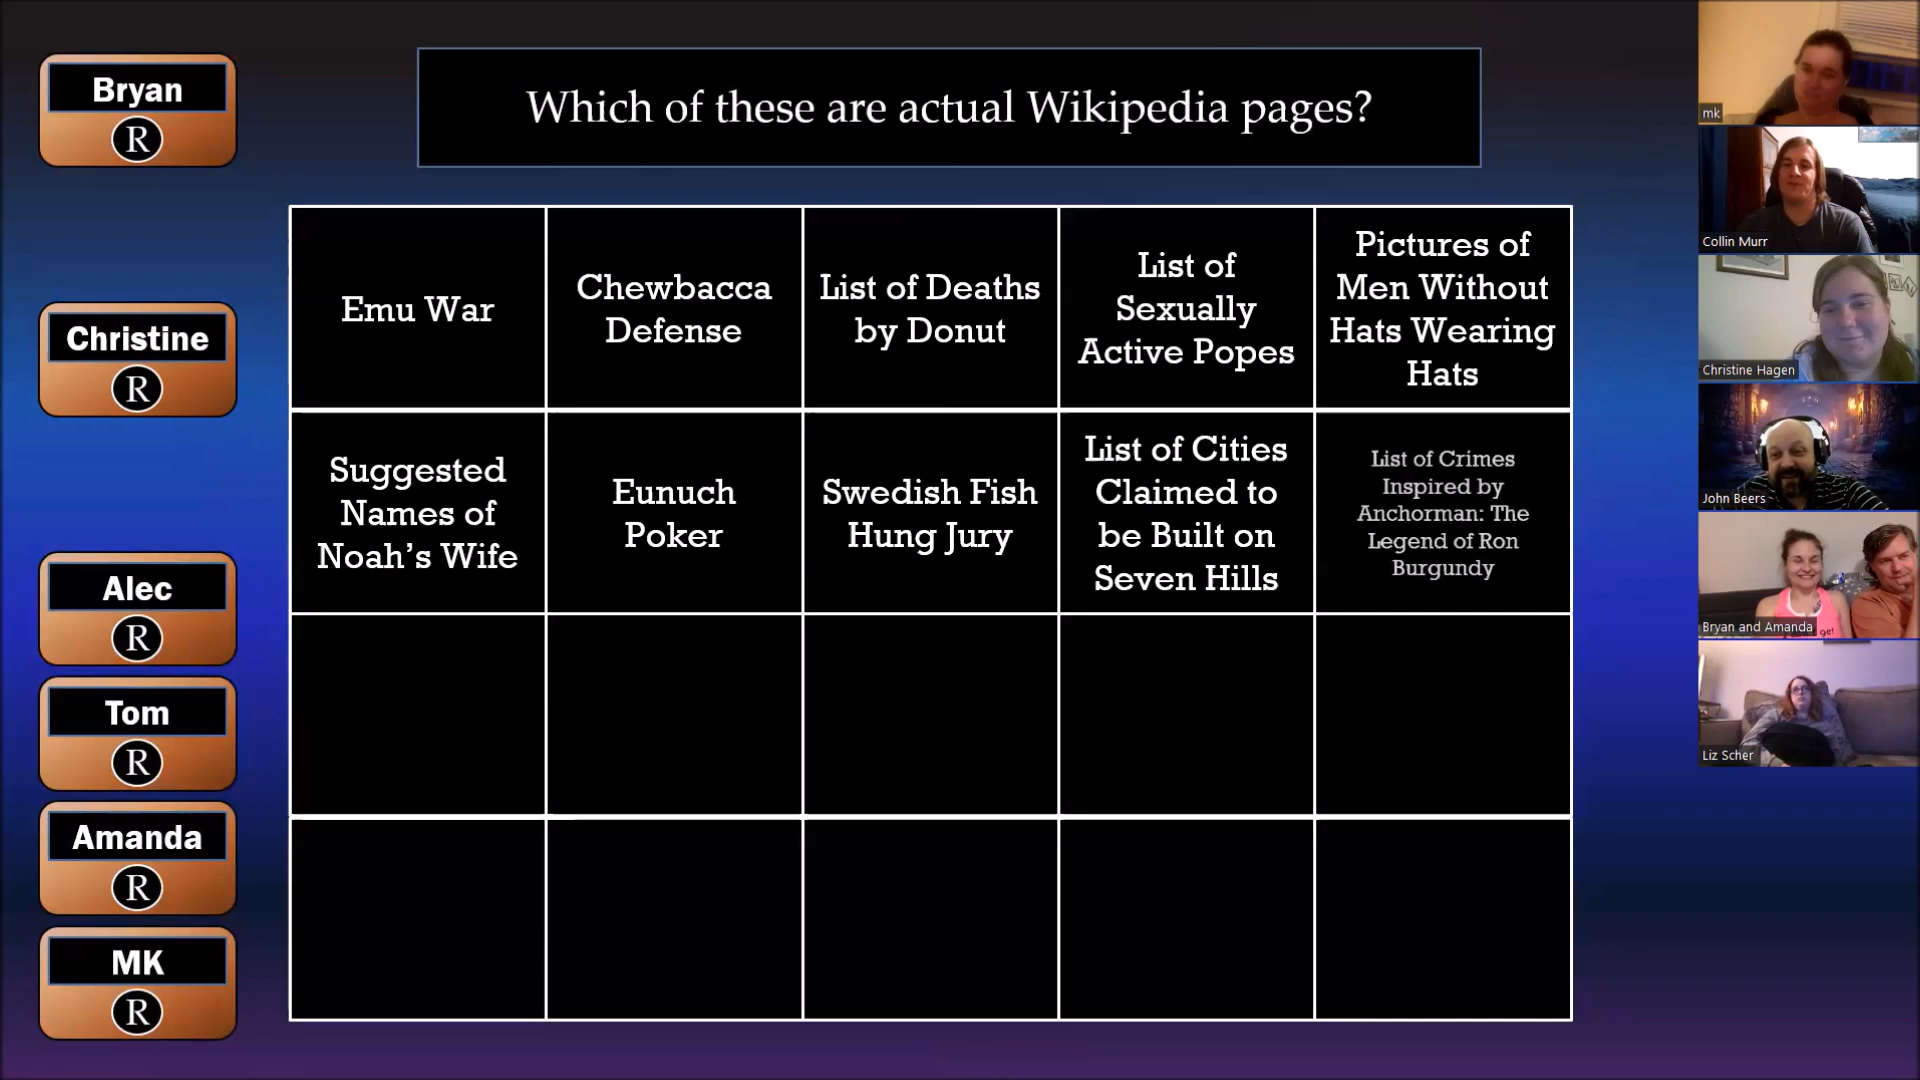 Bryan
R
Christine
R
Alec
R
Tom
R
Amanda
R
MK
R
Which of these are actual Wikipedia pages?
Emu War
Chewbacca
Defense
List of Deaths
by Donut
List of
Sexually
Active Popes
Pictures of
Men Without
Hats Wearing
Hats
Suggested
Names of
Noah's Wife
Eunuch
Poker
Swedish Fish
Hung Jury
List of Cities
Claimed to
be Built on
Seven Hills
List of Crimes
Inspired by
Anchorman: The
Legend of Ron
Burgundy
mk
Collin Murr
Christine Hagen
John Beers
Bryan and Amanda
Liz Scher